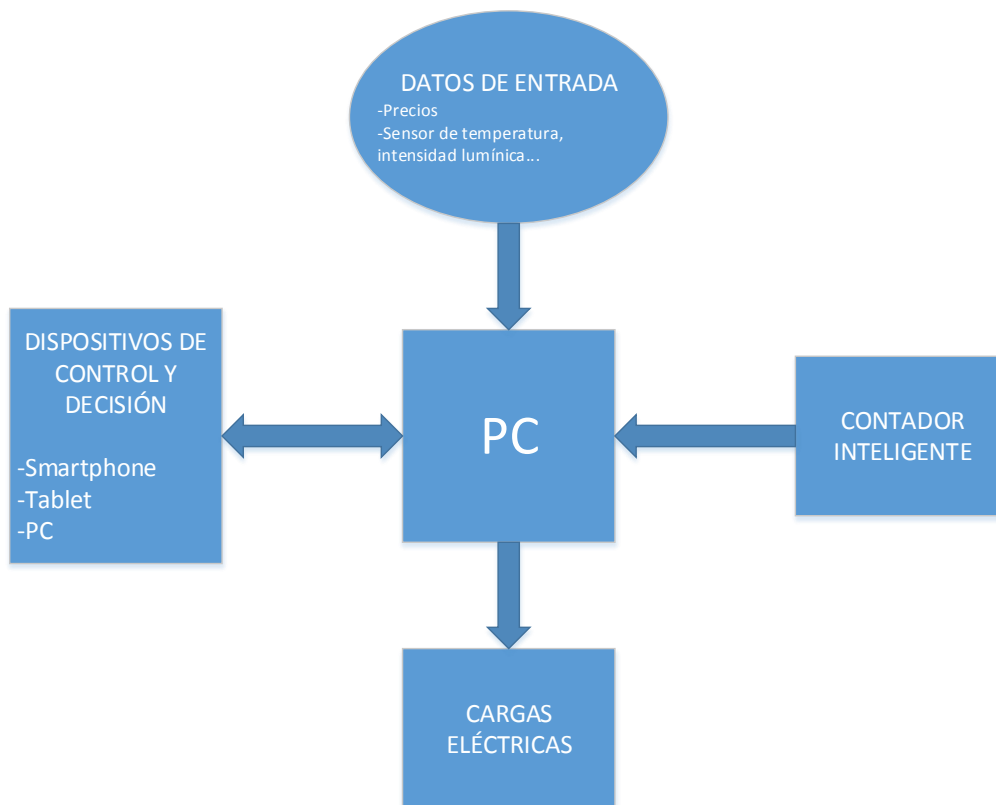 DATOS DE ENTRADA
-Precios
-Sensor de temperatura,
intensidad lumínica...
DISPOSITIVOS DE
CONTROL Y
DECISIÓN
-Smartphone
-Tablet
-PC
PC
CONTADOR
INTELIGENTE
CARGAS
ELÉCTRICAS